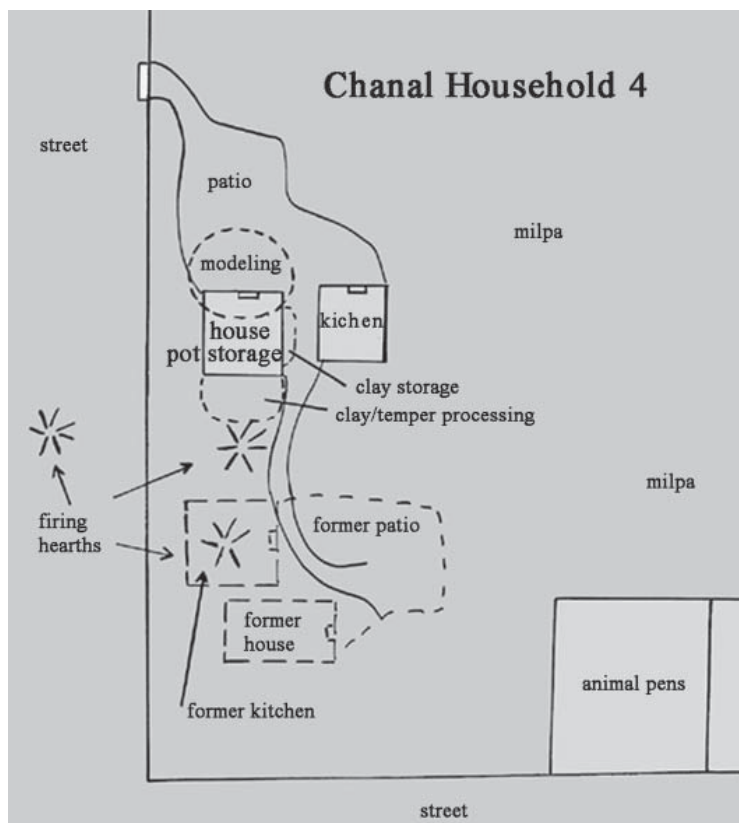 Chanal Household 4
street
patio
milpa
modeling
house
pot storage
kichen
clay storage
clay/temper processing
milpa
firing
hearths
former patio
former
house
animal pens
former kitchen
street